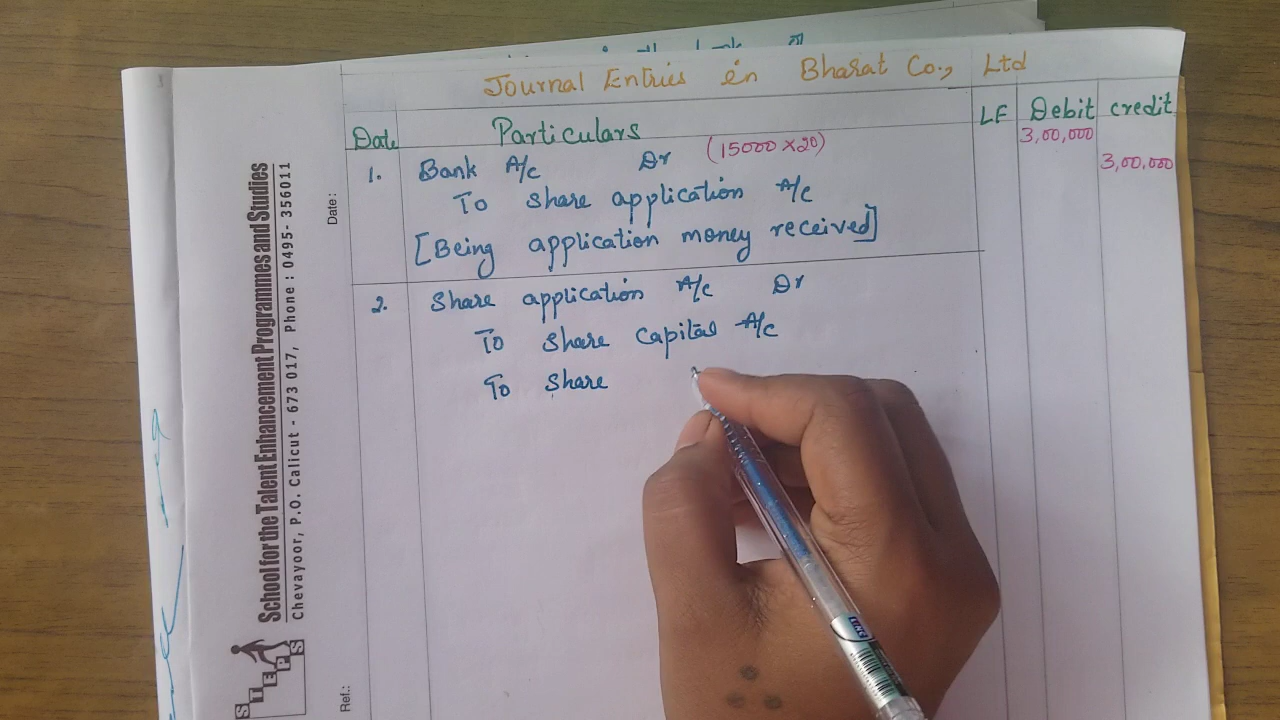 Journal Entries in Bharat Co., Ltd
Date Particulars LF Debit credit
1. Bank A/c Dr (15000 x 20) 3,00,000
To share application A/c 3,00,000
[Being application money received]
2. Share application A/c Dr
To share capital A/c
To share
School for the Talent Enhancement Programmes and Studies
Chevayoor, P.O. Calicut - 673 017, Phone : 0495- 356011
STEPS
Date:
Ref.: